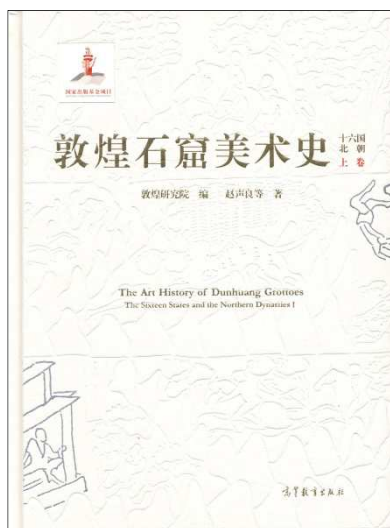 国家出版基金项目
敦煌石窟美术史
十六国
北朝
上卷
敦煌研究院 编 赵声良等 著
The Art History of Dunhuang Grottoes
The Sixteen States and the Northern Dynasties I
高等教育出版社